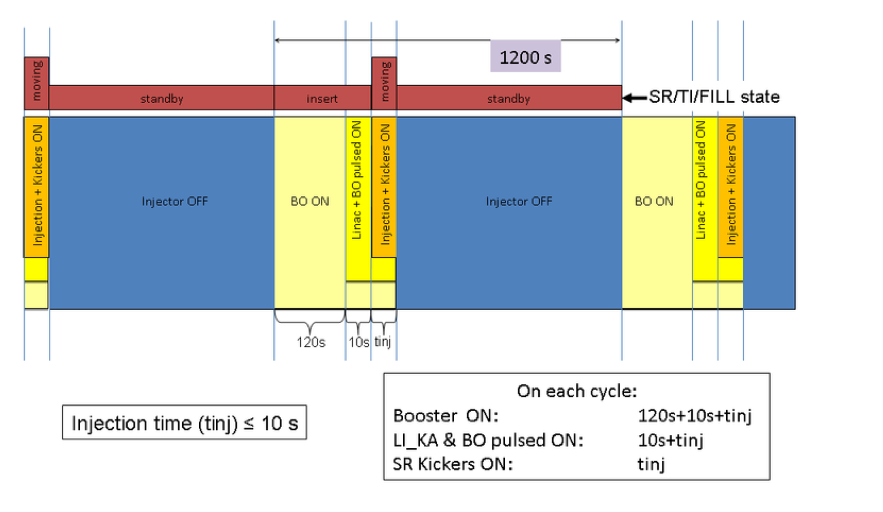 1200 s
moving
standby
insert
moving
standby
SR/TI/FILL state
Injection + Kickers ON
Injector OFF
BO ON
Linac + BO pulsed ON
Injection + Kickers ON
Injector OFF
BO ON
Linac + BO pulsed ON
Injection + Kickers ON
120s
10s
tinj
Injection time (tinj) ≤ 10 s
On each cycle:
Booster ON: 120s+10s+tinj
LI_KA & BO pulsed ON: 10s+tinj
SR Kickers ON: tinj